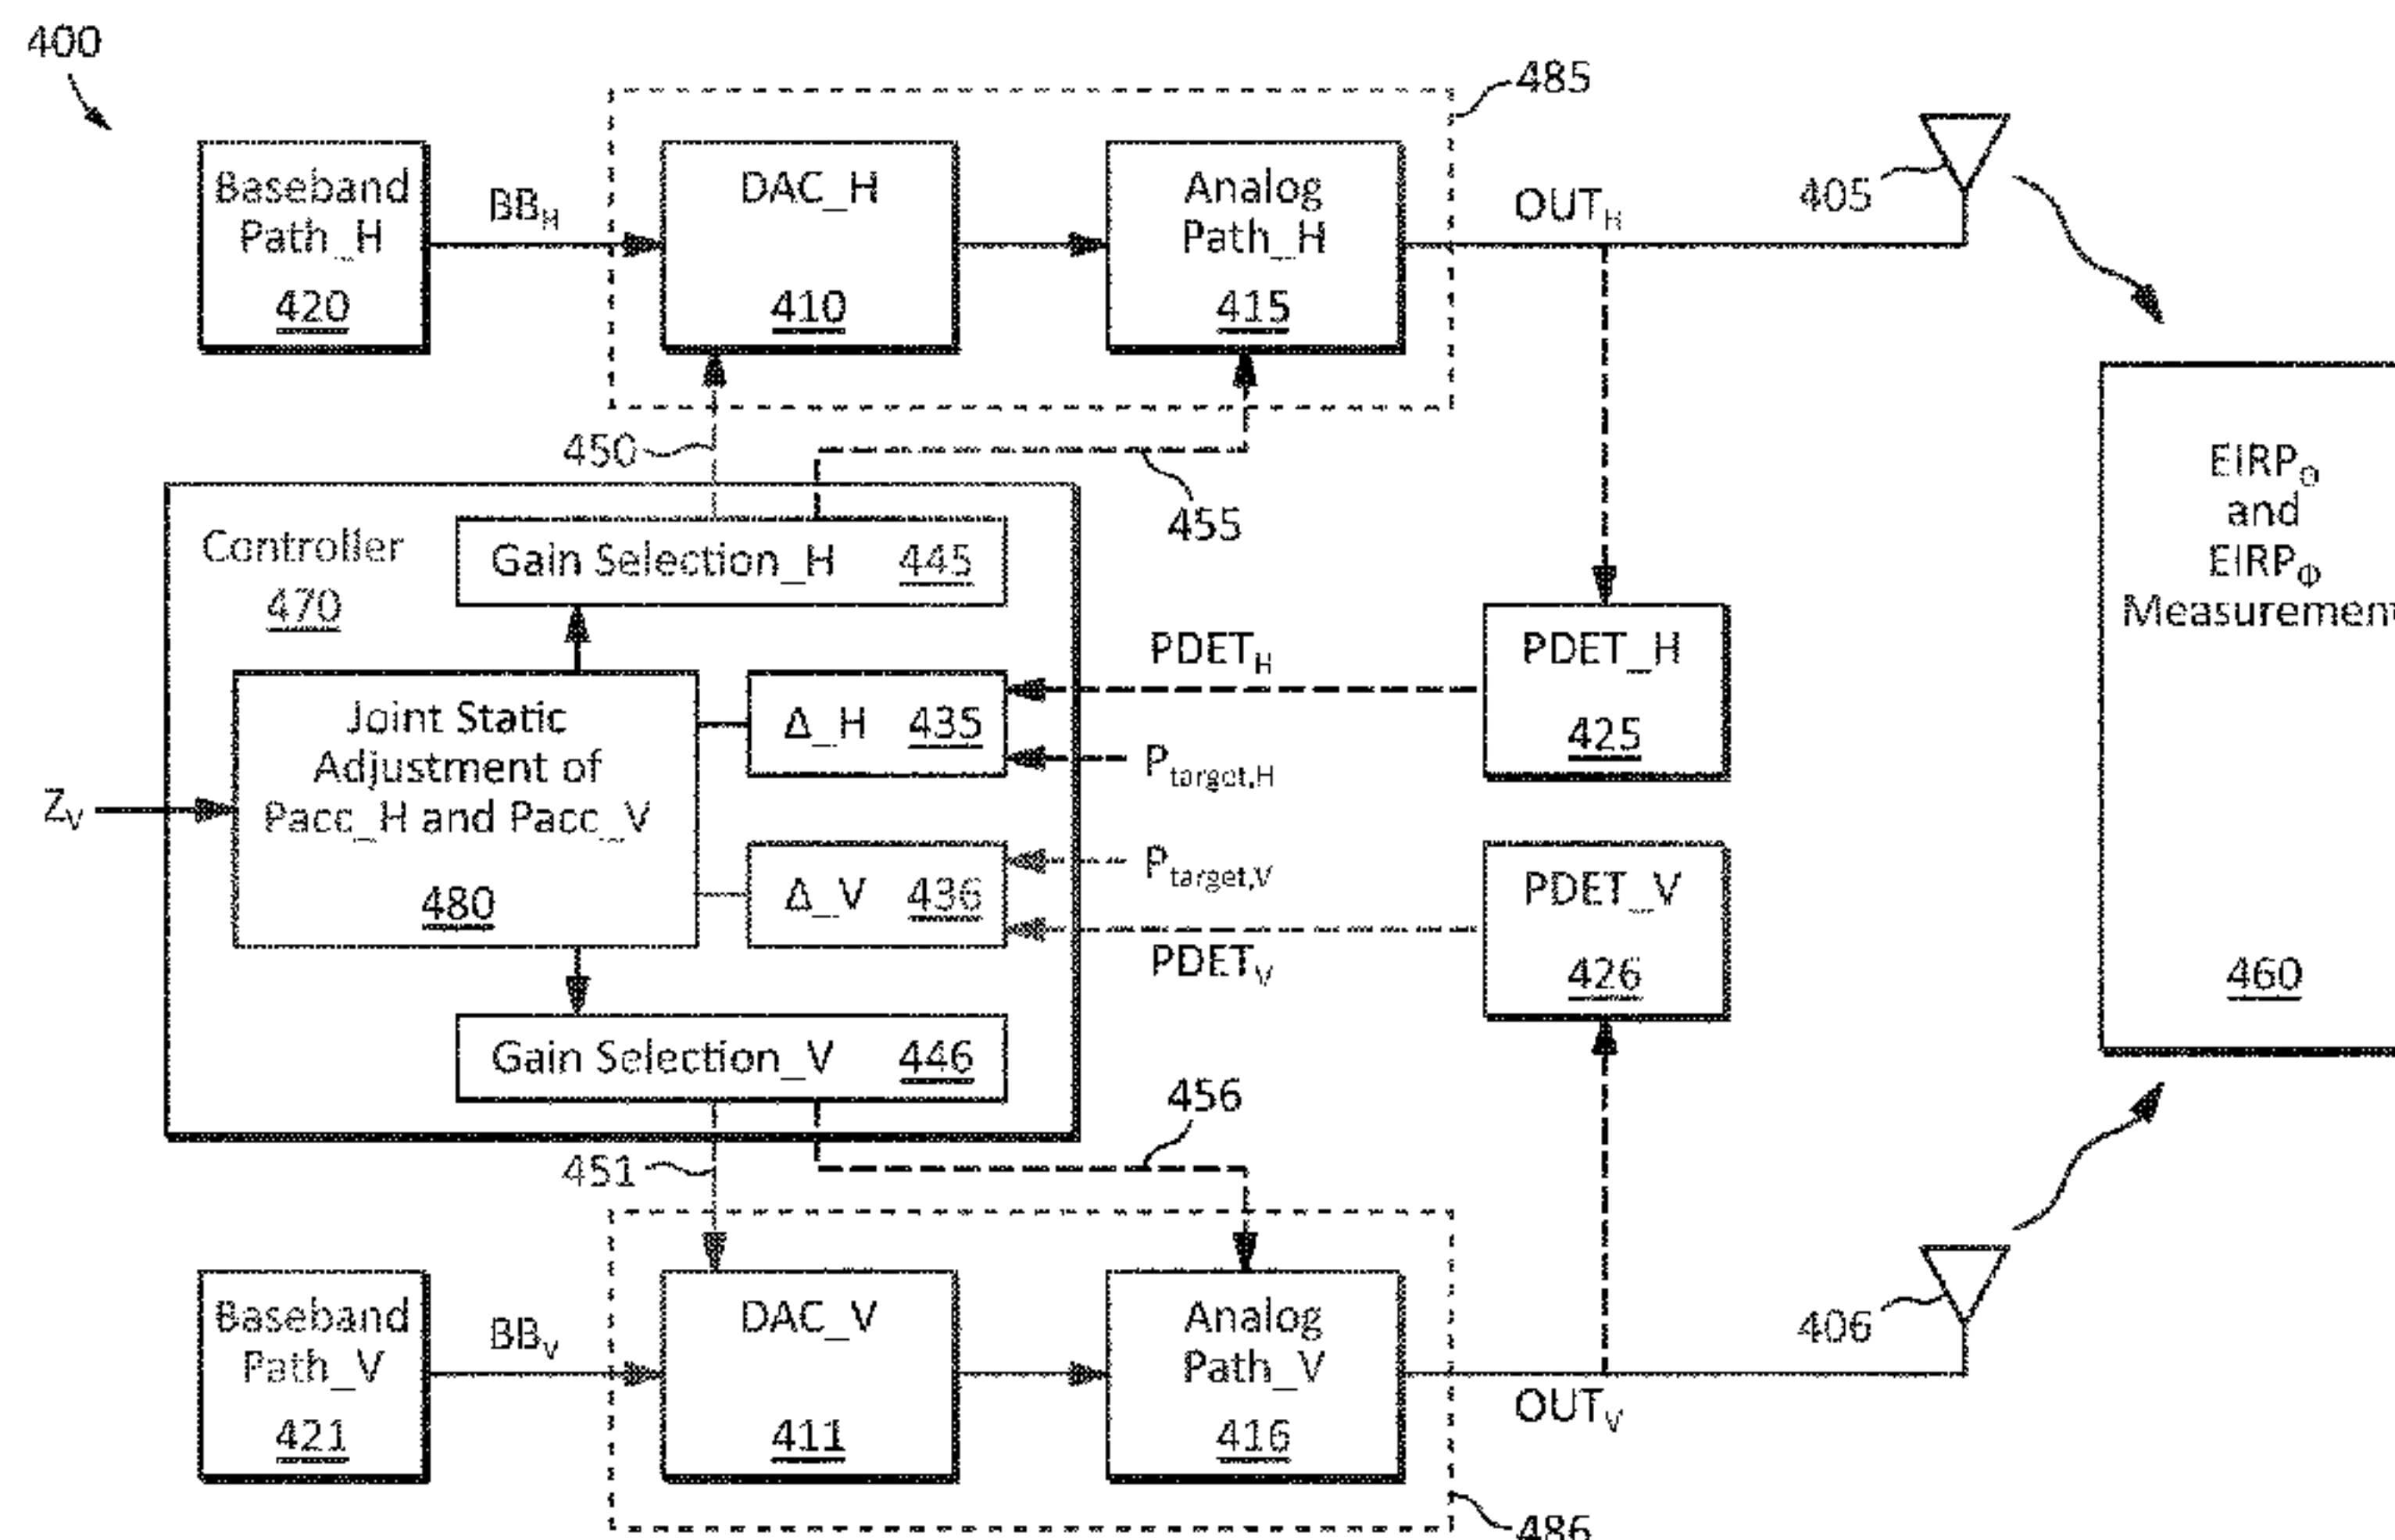 400
485
Baseband
Path_H
420
BB_H
DAC_H
410
Analog
Path_H
415
OUT_H
405
450
455
Controller
470
Gain Selection_H 445
Joint Static
Adjustment of
Pacc_H and Pacc_V
480
Z_V
Δ_H 435
Δ_V 436
PDET_H
P_target,H
P_target,V
PDET_V
PDET_H
425
PDET_V
426
EIRP_Θ
and
EIRP_Φ
Measurement
460
Gain Selection_V 446
451
456
Baseband
Path_V
421
BB_V
DAC_V
411
Analog
Path_V
416
OUT_V
406
486